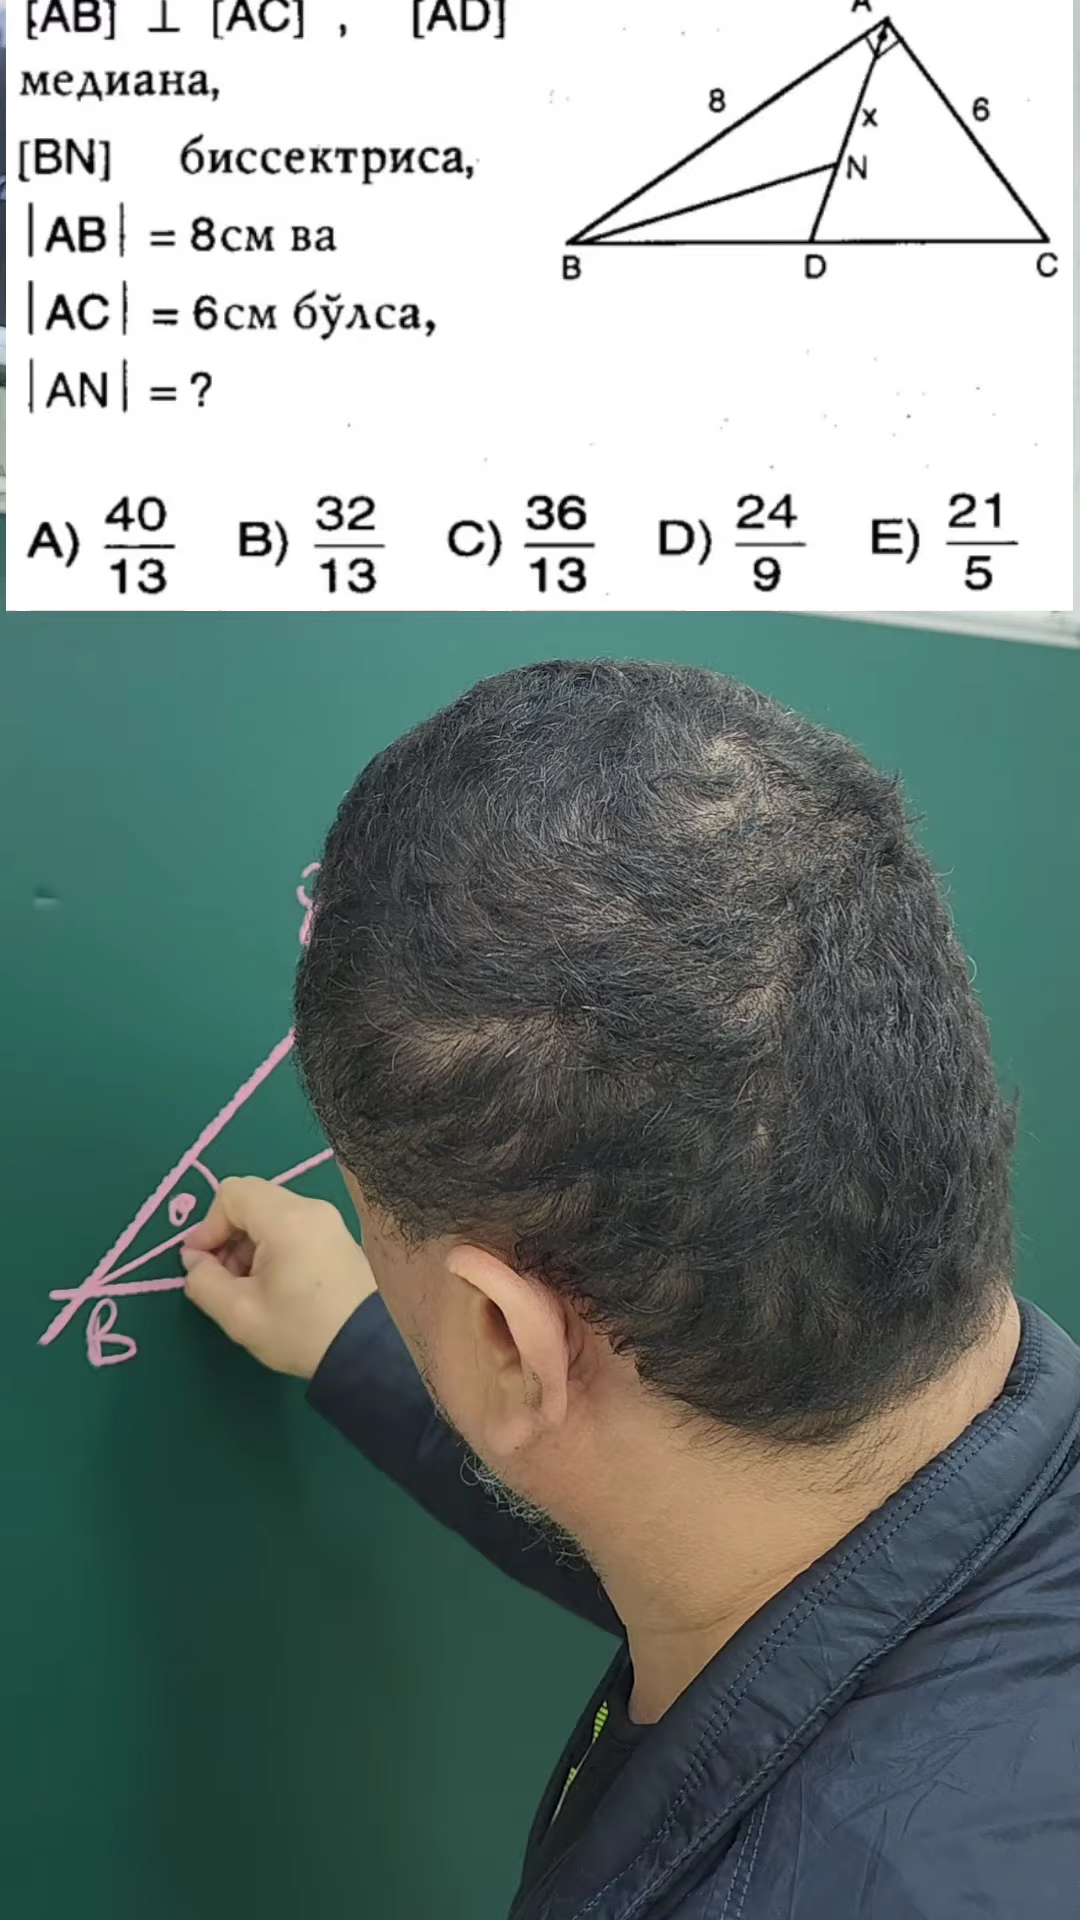 [AB] ⊥ [AC] , [AD]
медиана,
[BN] биссектриса,
|AB| = 8см ва
|AC| = 6см бўлса,
|AN| = ?
A
8
x
6
N
B
D
C
A) 40/13 B) 32/13 C) 36/13 D) 24/9 E) 21/5
B